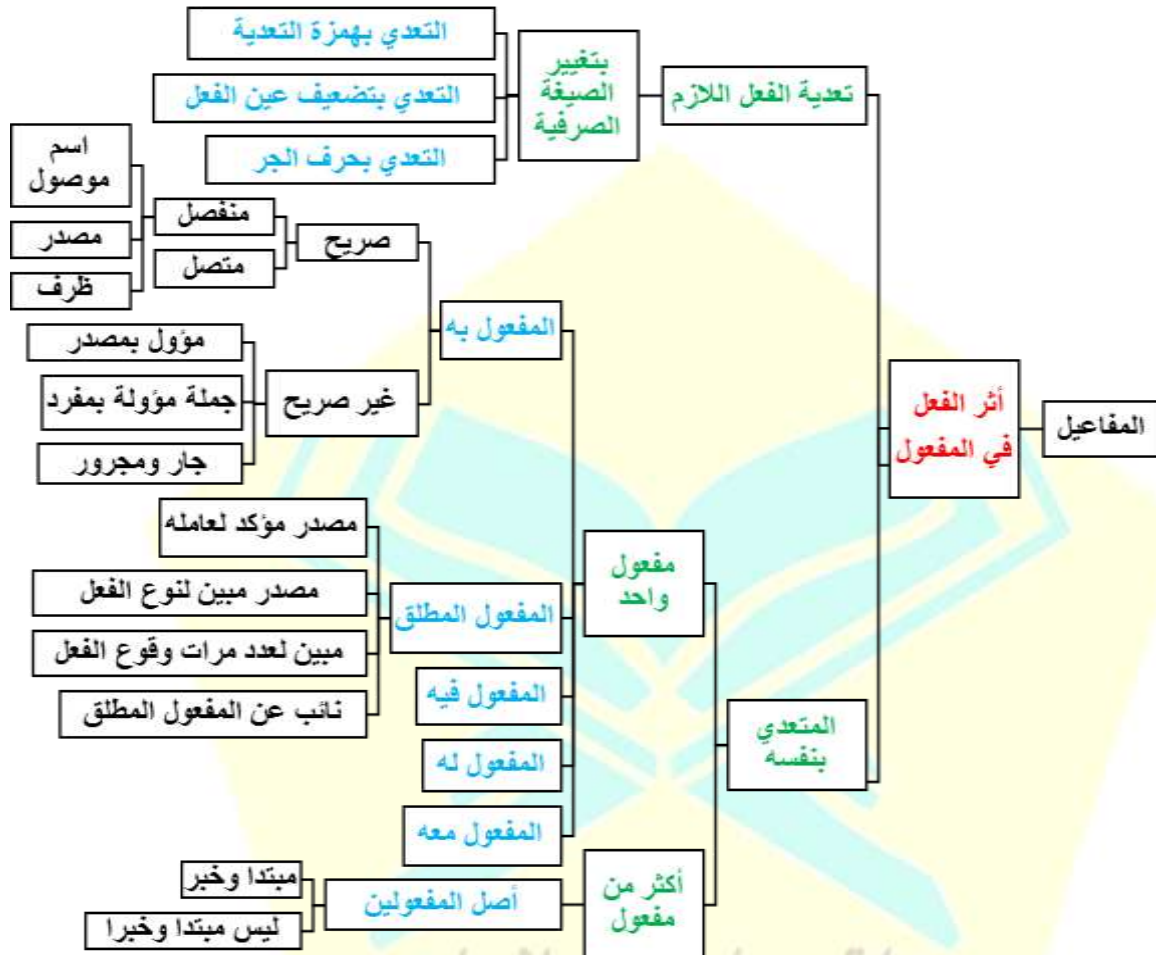 المفاعيل
أثر الفعل
في المفعول
تعدية الفعل اللازم
بتغيير
الصيغة
الصرفية
التعدي بهمزة التعدية
التعدي بتضعيف عين الفعل
التعدي بحرف الجر
المتعدي
بنفسه
مفعول
واحد
المفعول به
صريح
منفصل
اسم
موصول
مصدر
ظرف
متصل
غير صريح
مؤول بمصدر
جملة مؤولة بمفرد
جار ومجرور
المفعول المطلق
مصدر مؤكد لعامله
مصدر مبين لنوع الفعل
مبين لعدد مرات وقوع الفعل
نائب عن المفعول المطلق
المفعول فيه
المفعول له
المفعول معه
أكثر من
مفعول
أصل المفعولين
مبتدا وخبر
ليس مبتدا وخبرا